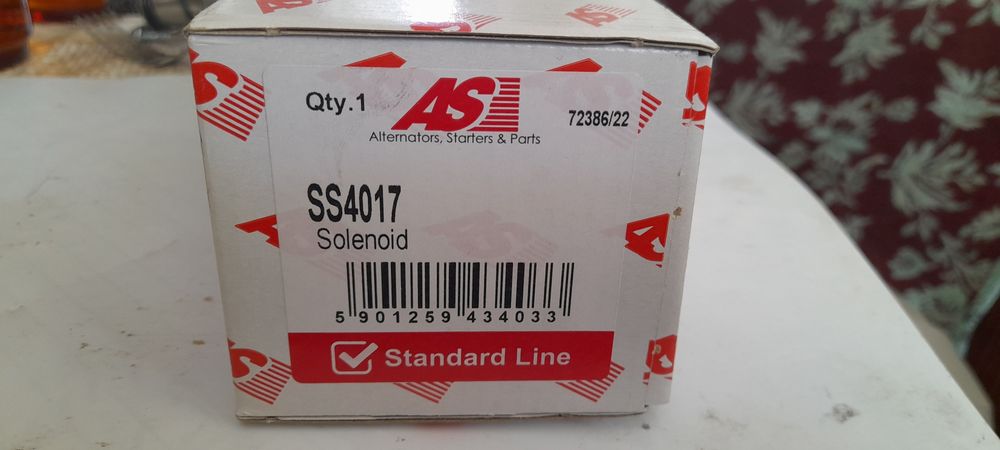 Qty.1
AS
72386/22
Alternators, Starters & Parts
SS4017
Solenoid
5 901259 434033
Standard Line